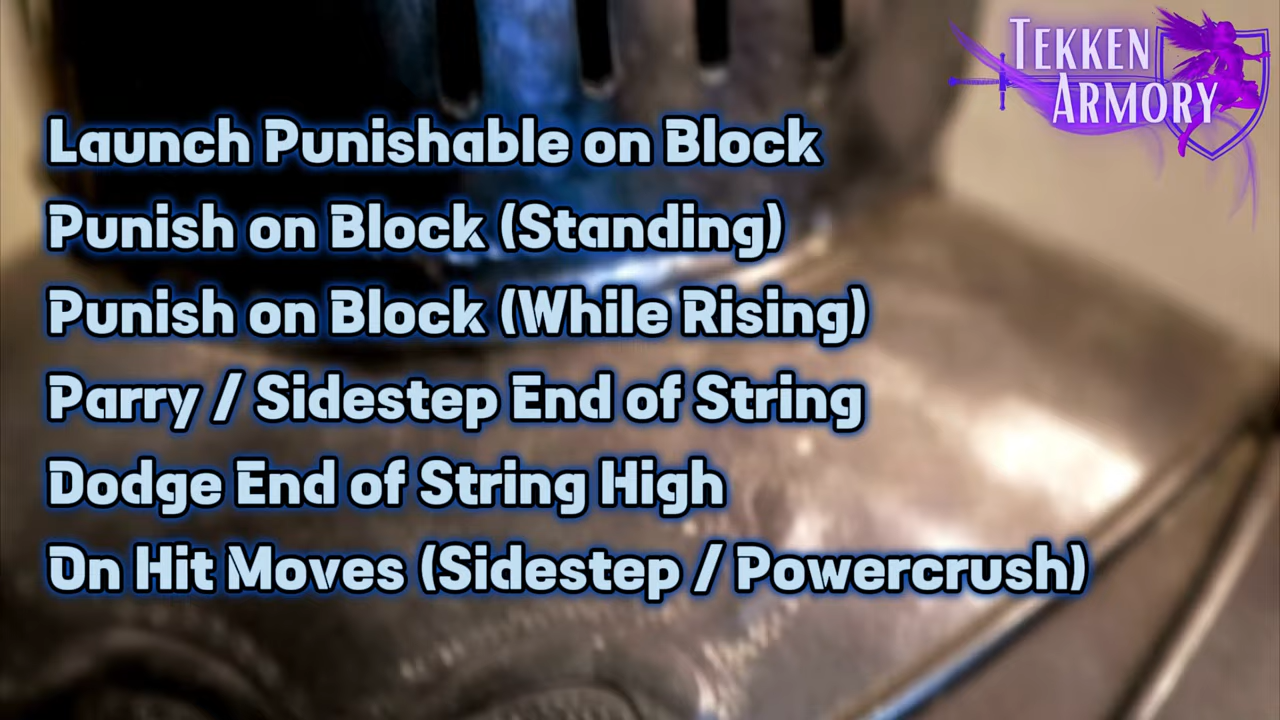 Tekken
Armory
Launch Punishable on Block
Punish on Block (Standing)
Punish on Block (While Rising)
Parry / Sidestep End of String
Dodge End of String High
On Hit Moves (Sidestep / Powercrush)